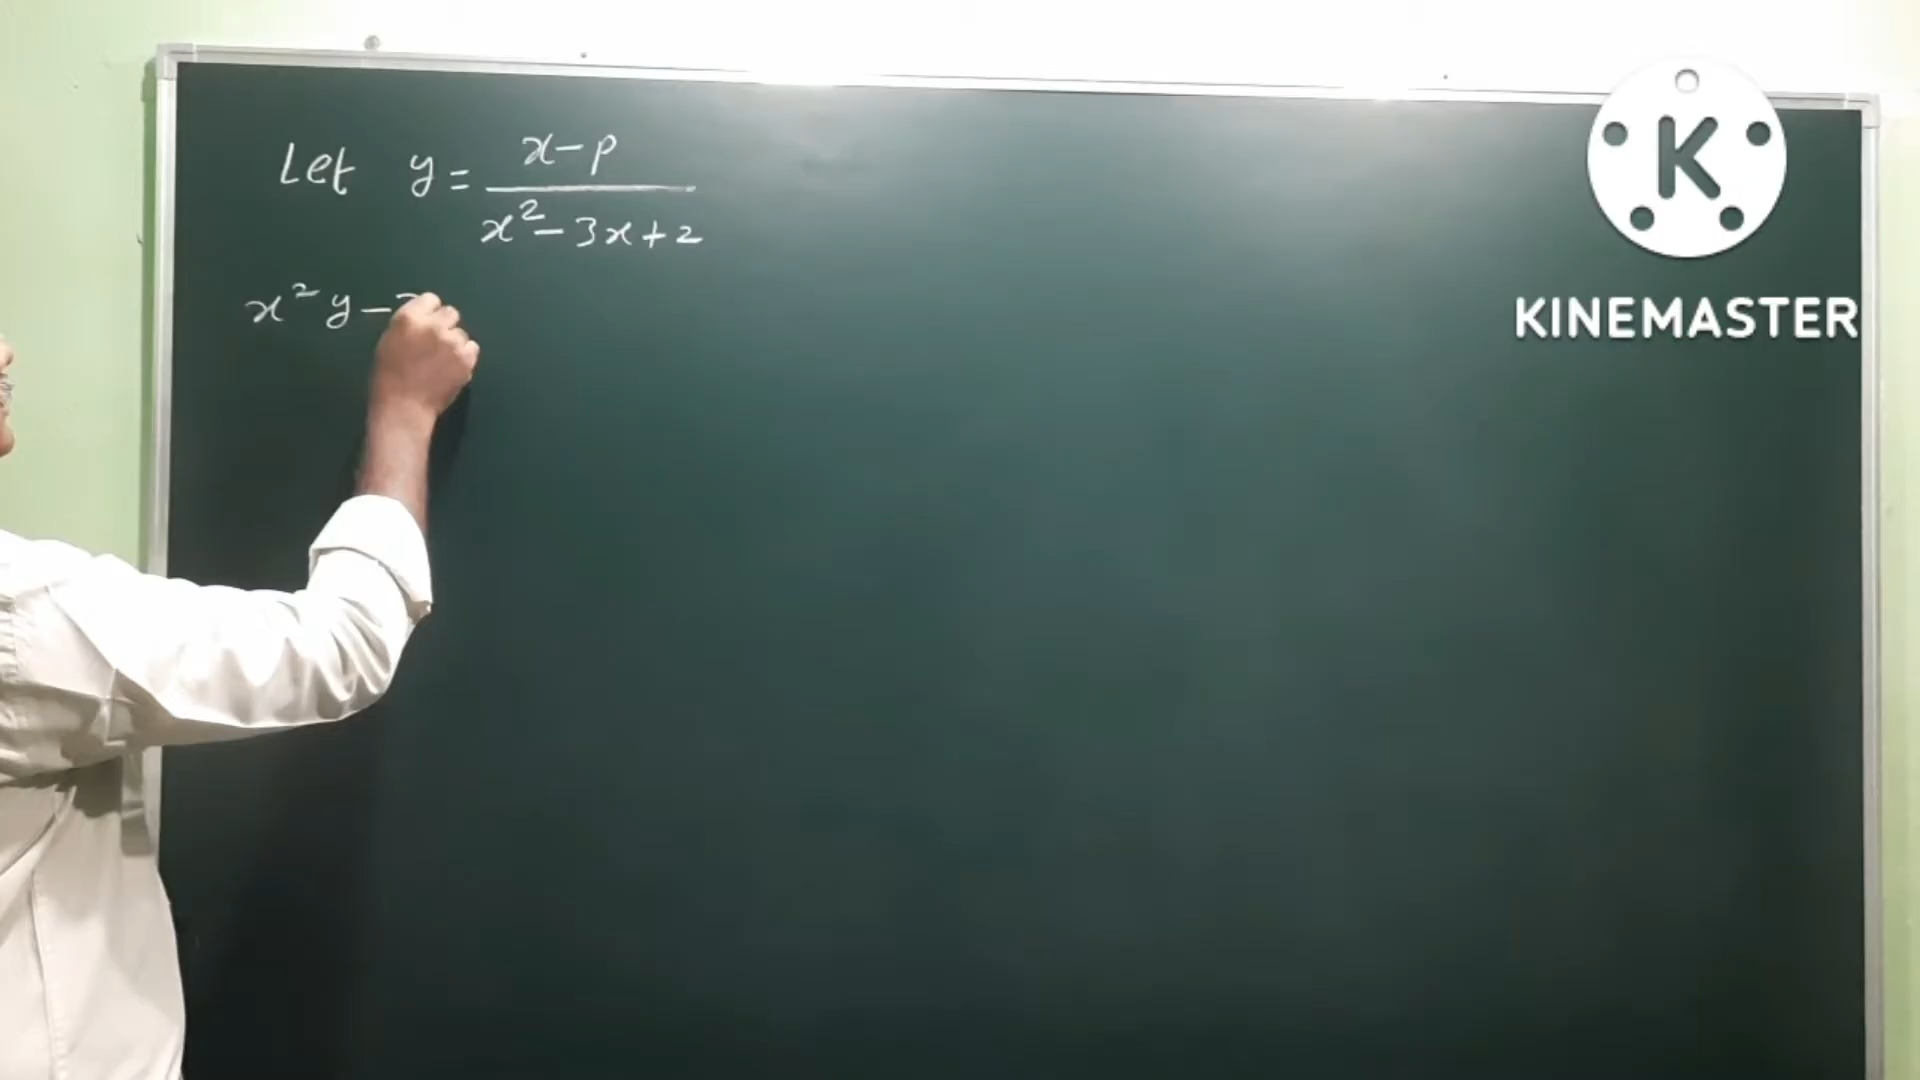 Let y = x-p
x²-3x+2
x²y-
K
KINEMASTER